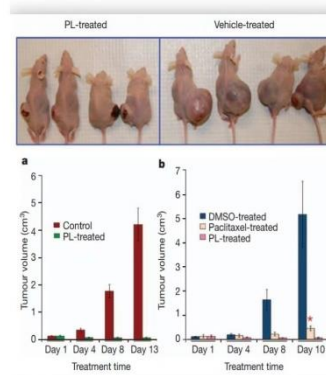 PL-treated Vehicle-treated
a b
Tumour volume (cm³)
6
5
4
3
2
1
0
Control
PL-treated
Day 1 Day 4 Day 8 Day 13
Treatment time
Tumour volume (cm³)
7
6
5
4
3
2
1
0
DMSO-treated
Paclitaxel-treated
PL-treated
*
Day 1 Day 4 Day 8 Day 10
Treatment time